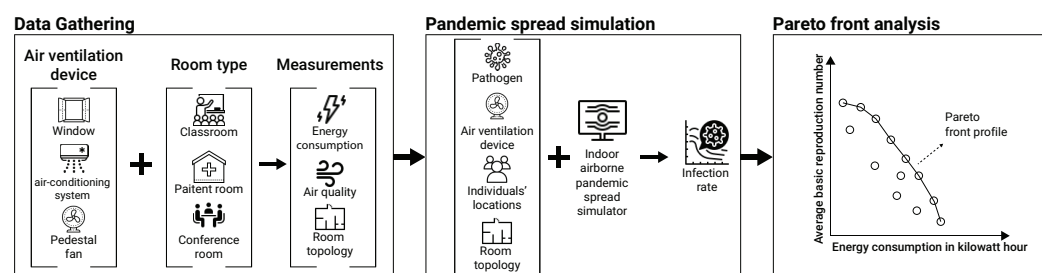 Data Gathering
Air ventilation
device
Window
air-conditioning
system
Pedestal
fan
Room type
Classroom
Paitent room
Conference
room
Measurements
Energy
consumption
Air quality
Room
topology
Pandemic spread simulation
Pathogen
Air ventilation
device
Individuals'
locations
Room
topology
Indoor
airborne
pandemic
spread
simulator
Infection
rate
Pareto front analysis
Average basic reproduction number
Pareto
front profile
Energy consumption in kilowatt hour